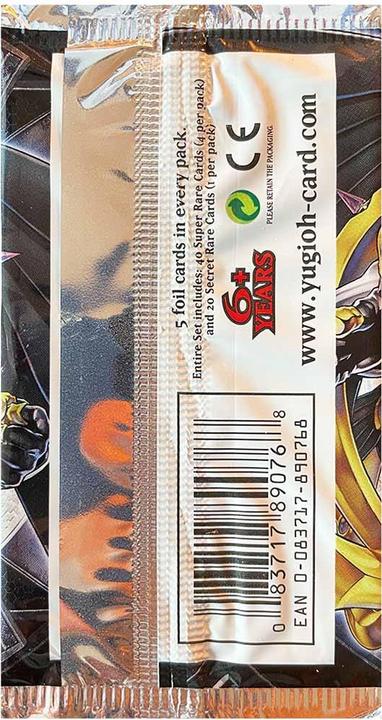 5 foil cards in every pack.
Entire Set includes: 40 Super Rare Cards (4 per pack)
and 20 Secret Rare Cards (1 per pack)
6+
YEARS
CE
PLEASE RETAIN THE PACKAGING
www.yugioh-card.com
0 83717 89076 8
EAN 0-083717-890768